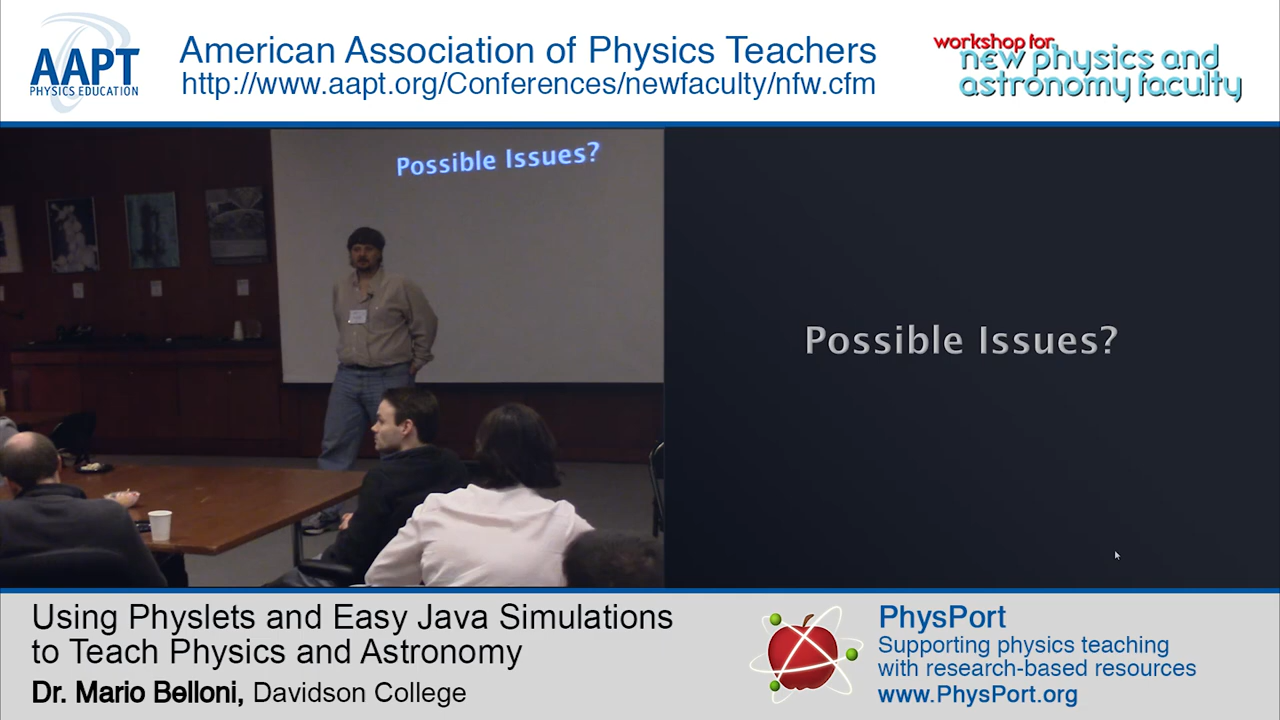 AAPT
PHYSICS EDUCATION
American Association of Physics Teachers
http://www.aapt.org/Conferences/newfaculty/nfw.cfm
workshop for
new physics and
astronomy faculty
Possible Issues?
Possible Issues?
Using Physlets and Easy Java Simulations
to Teach Physics and Astronomy
Dr. Mario Belloni, Davidson College
PhysPort
Supporting physics teaching
with research-based resources
www.PhysPort.org